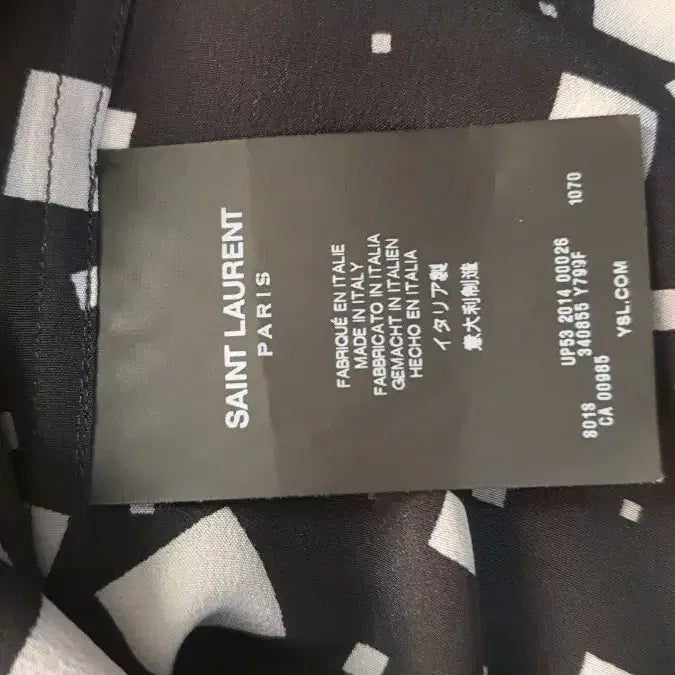 SAINT LAURENT
PARIS
FABRIQUÉ EN ITALIE
MADE IN ITALY
FABBRICATO IN ITALIA
GEMACHT IN ITALIEN
HECHO EN ITALIA
イタリア製
意大利制造
UP53 2014 00026 1070
340855 Y799F
8018
CA 00985
YSL.COM